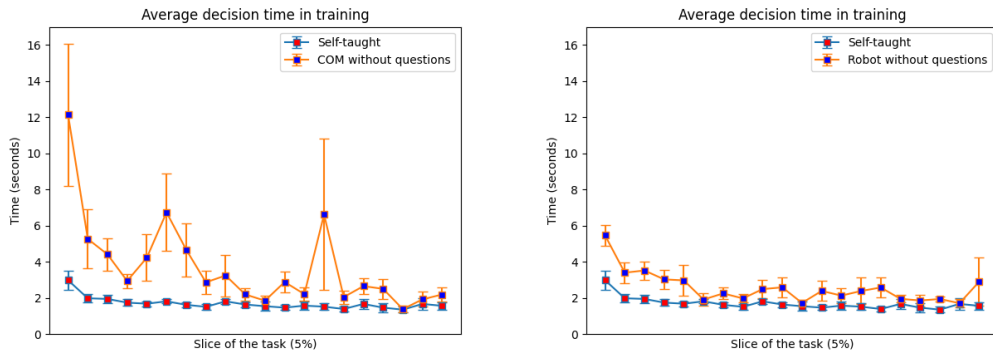 Average decision time in training
Time (seconds)
16
14
12
10
8
6
4
2
0
Self-taught
COM without questions
Slice of the task (5%)
Average decision time in training
Time (seconds)
16
14
12
10
8
6
4
2
0
Self-taught
Robot without questions
Slice of the task (5%)